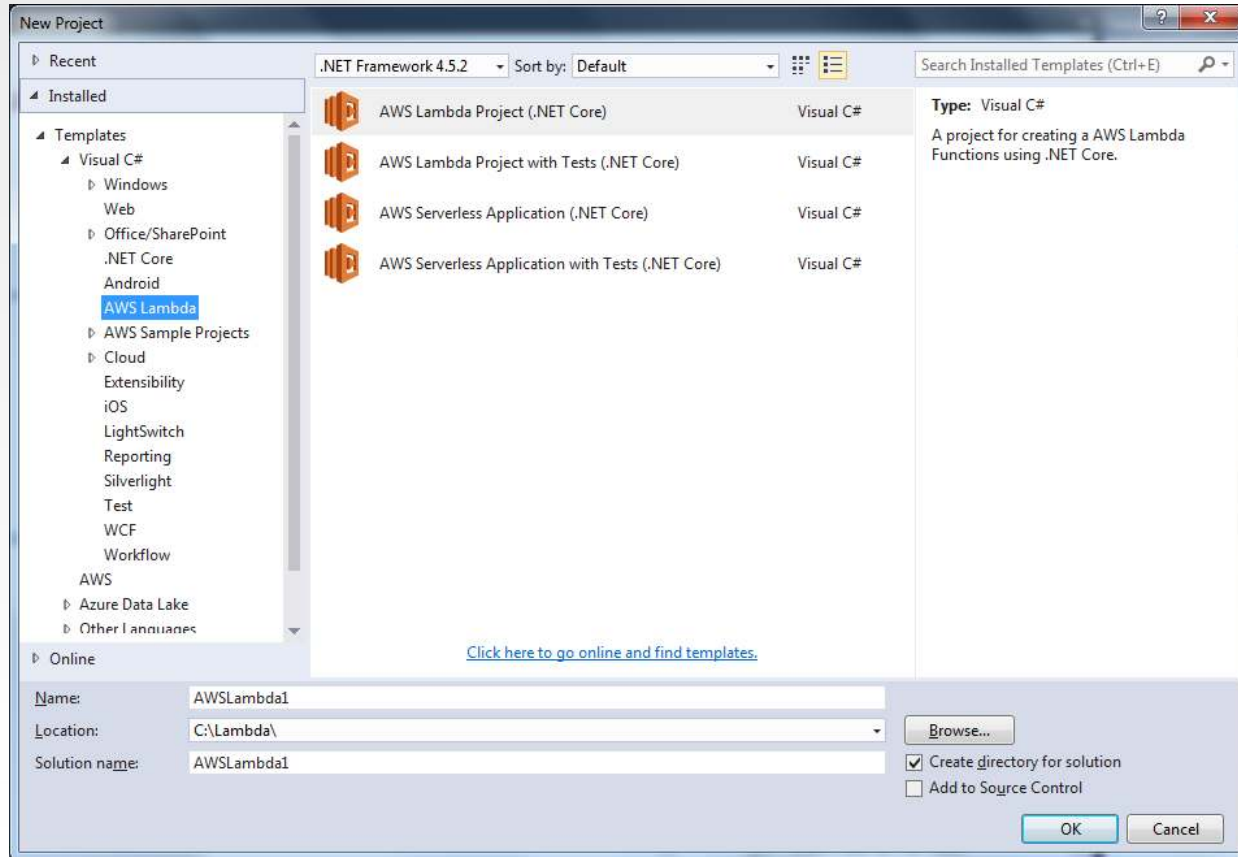 New Project
Recent
.NET Framework 4.5.2
Sort by: Default
Search Installed Templates (Ctrl+E)
Installed
Templates
Visual C#
Windows
Web
Office/SharePoint
.NET Core
Android
AWS Lambda
AWS Sample Projects
Cloud
Extensibility
iOS
LightSwitch
Reporting
Silverlight
Test
WCF
Workflow
AWS
Azure Data Lake
Other Languages
Online
AWS Lambda Project (.NET Core) Visual C#
AWS Lambda Project with Tests (.NET Core) Visual C#
AWS Serverless Application (.NET Core) Visual C#
AWS Serverless Application with Tests (.NET Core) Visual C#
Click here to go online and find templates.
Type: Visual C#
A project for creating a AWS Lambda
Functions using .NET Core.
Name: AWSLambda1
Location: C:\Lambda\
Browse...
Solution name: AWSLambda1
Create directory for solution
Add to Source Control
OK
Cancel